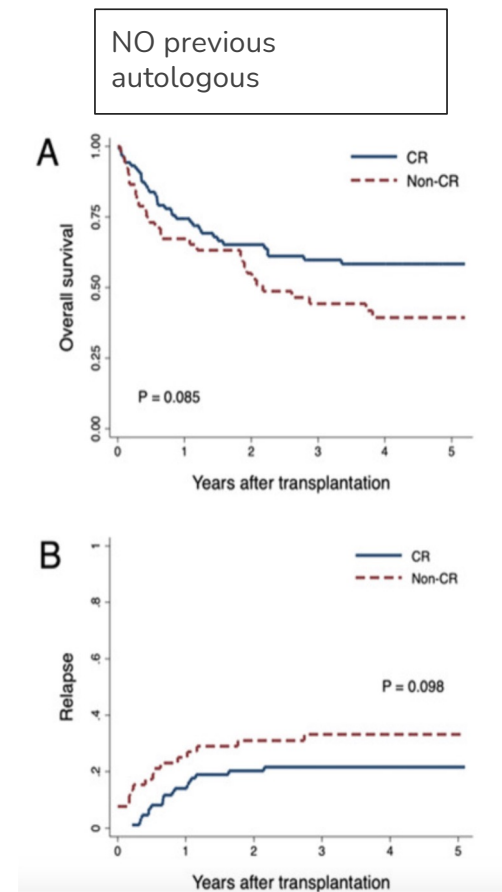 NO previous
autologous
A
1.00
0.75
0.50
0.25
0.00
Overall survival
CR
Non-CR
P = 0.085
0 1 2 3 4 5
Years after transplantation
B
1
.8
.6
.4
.2
0
Relapse
CR
Non-CR
P = 0.098
0 1 2 3 4 5
Years after transplantation